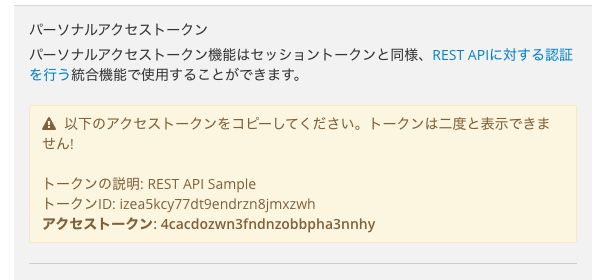 パーソナルアクセストークン
パーソナルアクセストークン機能はセッショントークンと同様、REST APIに対する認証
を行う統合機能で使用することができます。
以下のアクセストークンをコピーしてください。トークンは二度と表示できま
せん!
トークンの説明: REST API Sample
トークンID: izea5kcy77dt9endrzn8jmxzwh
アクセストークン: 4cacdozwn3fndnzobbpha3nnhy